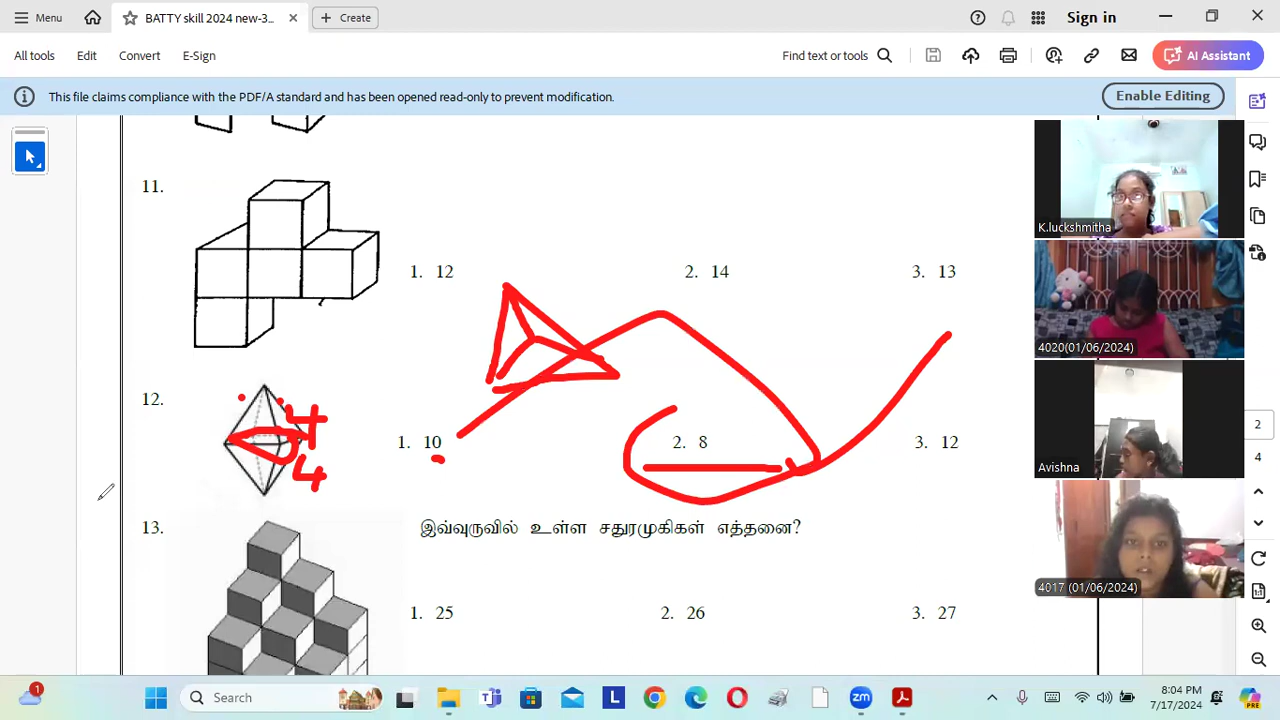 Menu
BATTY skill 2024 new-3...
Create
Sign in
All tools
Edit
Convert
E-Sign
Find text or tools
AI Assistant
This file claims compliance with the PDF/A standard and has been opened read-only to prevent modification.
Enable Editing
11.
1. 12
2. 14
3. 13
12.
4
4
1. 10
2. 8
3. 12
13.
இவ்வுருவில் உள்ள சதுரமுகிகள் எத்தனை?
1. 25
2. 26
3. 27
K.luckshmitha
4020(01/06/2024)
Avishna
4017 (01/06/2024)
2
4
1
Search
L
zm
8:04 PM
7/17/2024
PRE